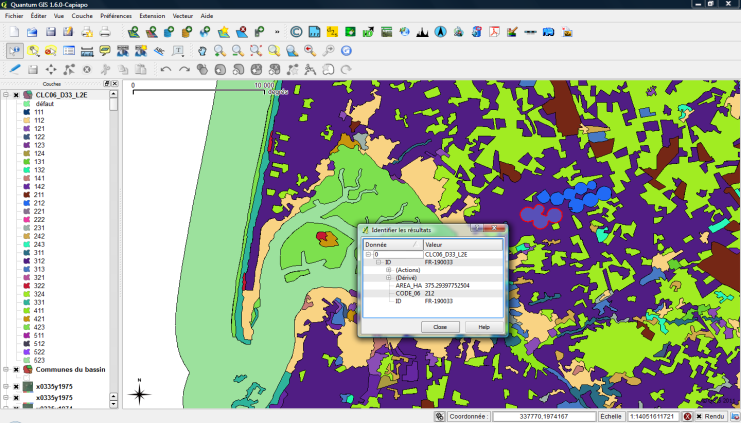 Quantum GIS 1.6.0-Capiapo
Fichier Éditer Vue Couche Préférences Extension Vecteur Aide
Couches
CLC06_D33_L2E
défaut
111
112
121
122
123
124
131
132
141
142
211
212
221
222
231
242
243
311
312
313
321
322
324
331
411
421
423
511
512
522
523
Communes du bassin
x0335y1975
x0335y1975
0 10 000
degrés
Identifier les résultats
Donnée Valeur
0 CLC06_D33_L2E
ID FR-190033
(Actions)
(Dérivé)
AREA_HA 375.29397752504
CODE_06 212
ID FR-190033
Close Help
N
Coordonnée : 337770,1974167 Echelle 1:14051611721 Rendu